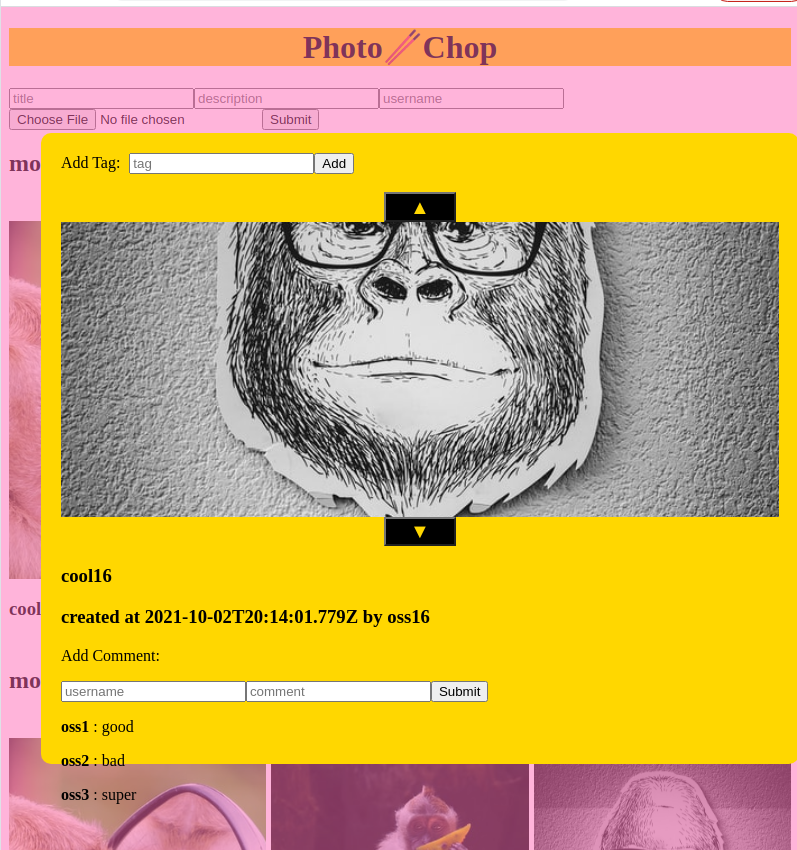 Photo Chop
title description username
Choose File No file chosen Submit
mo
Add Tag: tag Add
▲
▼
cool16
cool
created at 2021-10-02T20:14:01.779Z by oss16
Add Comment:
mo
username comment Submit
oss1 : good
oss2 : bad
oss3 : super